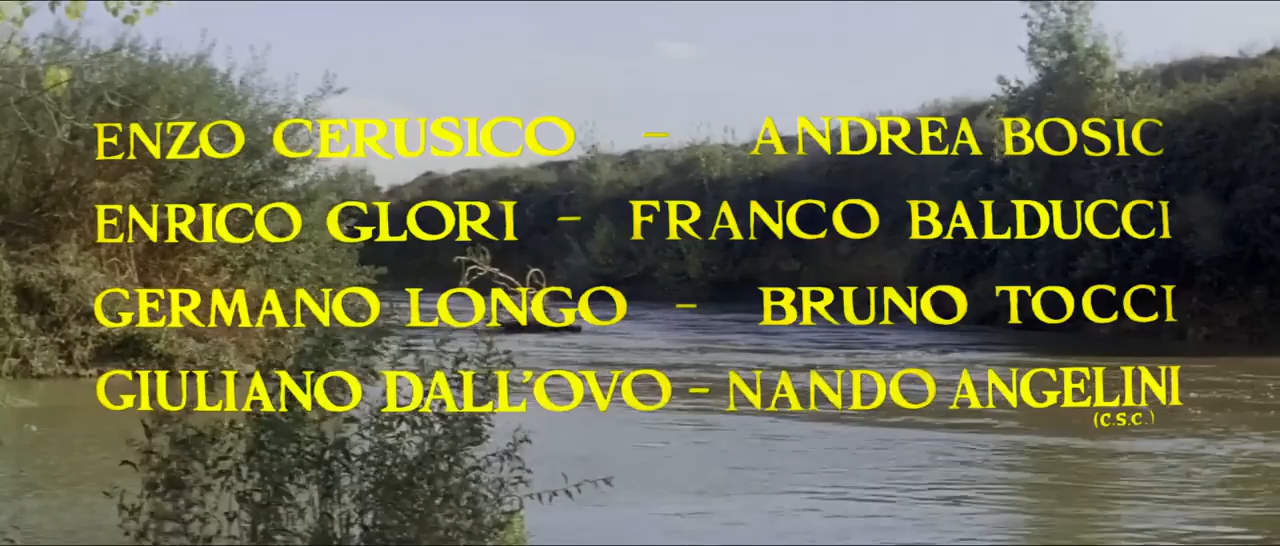 ENZO CERUSICO - ANDREA BOSIC
ENRICO GLORI - FRANCO BALDUCCI
GERMANO LONGO - BRUNO TOCCI
GIULIANO DALL'OVO - NANDO ANGELINI
(C.S.C.)